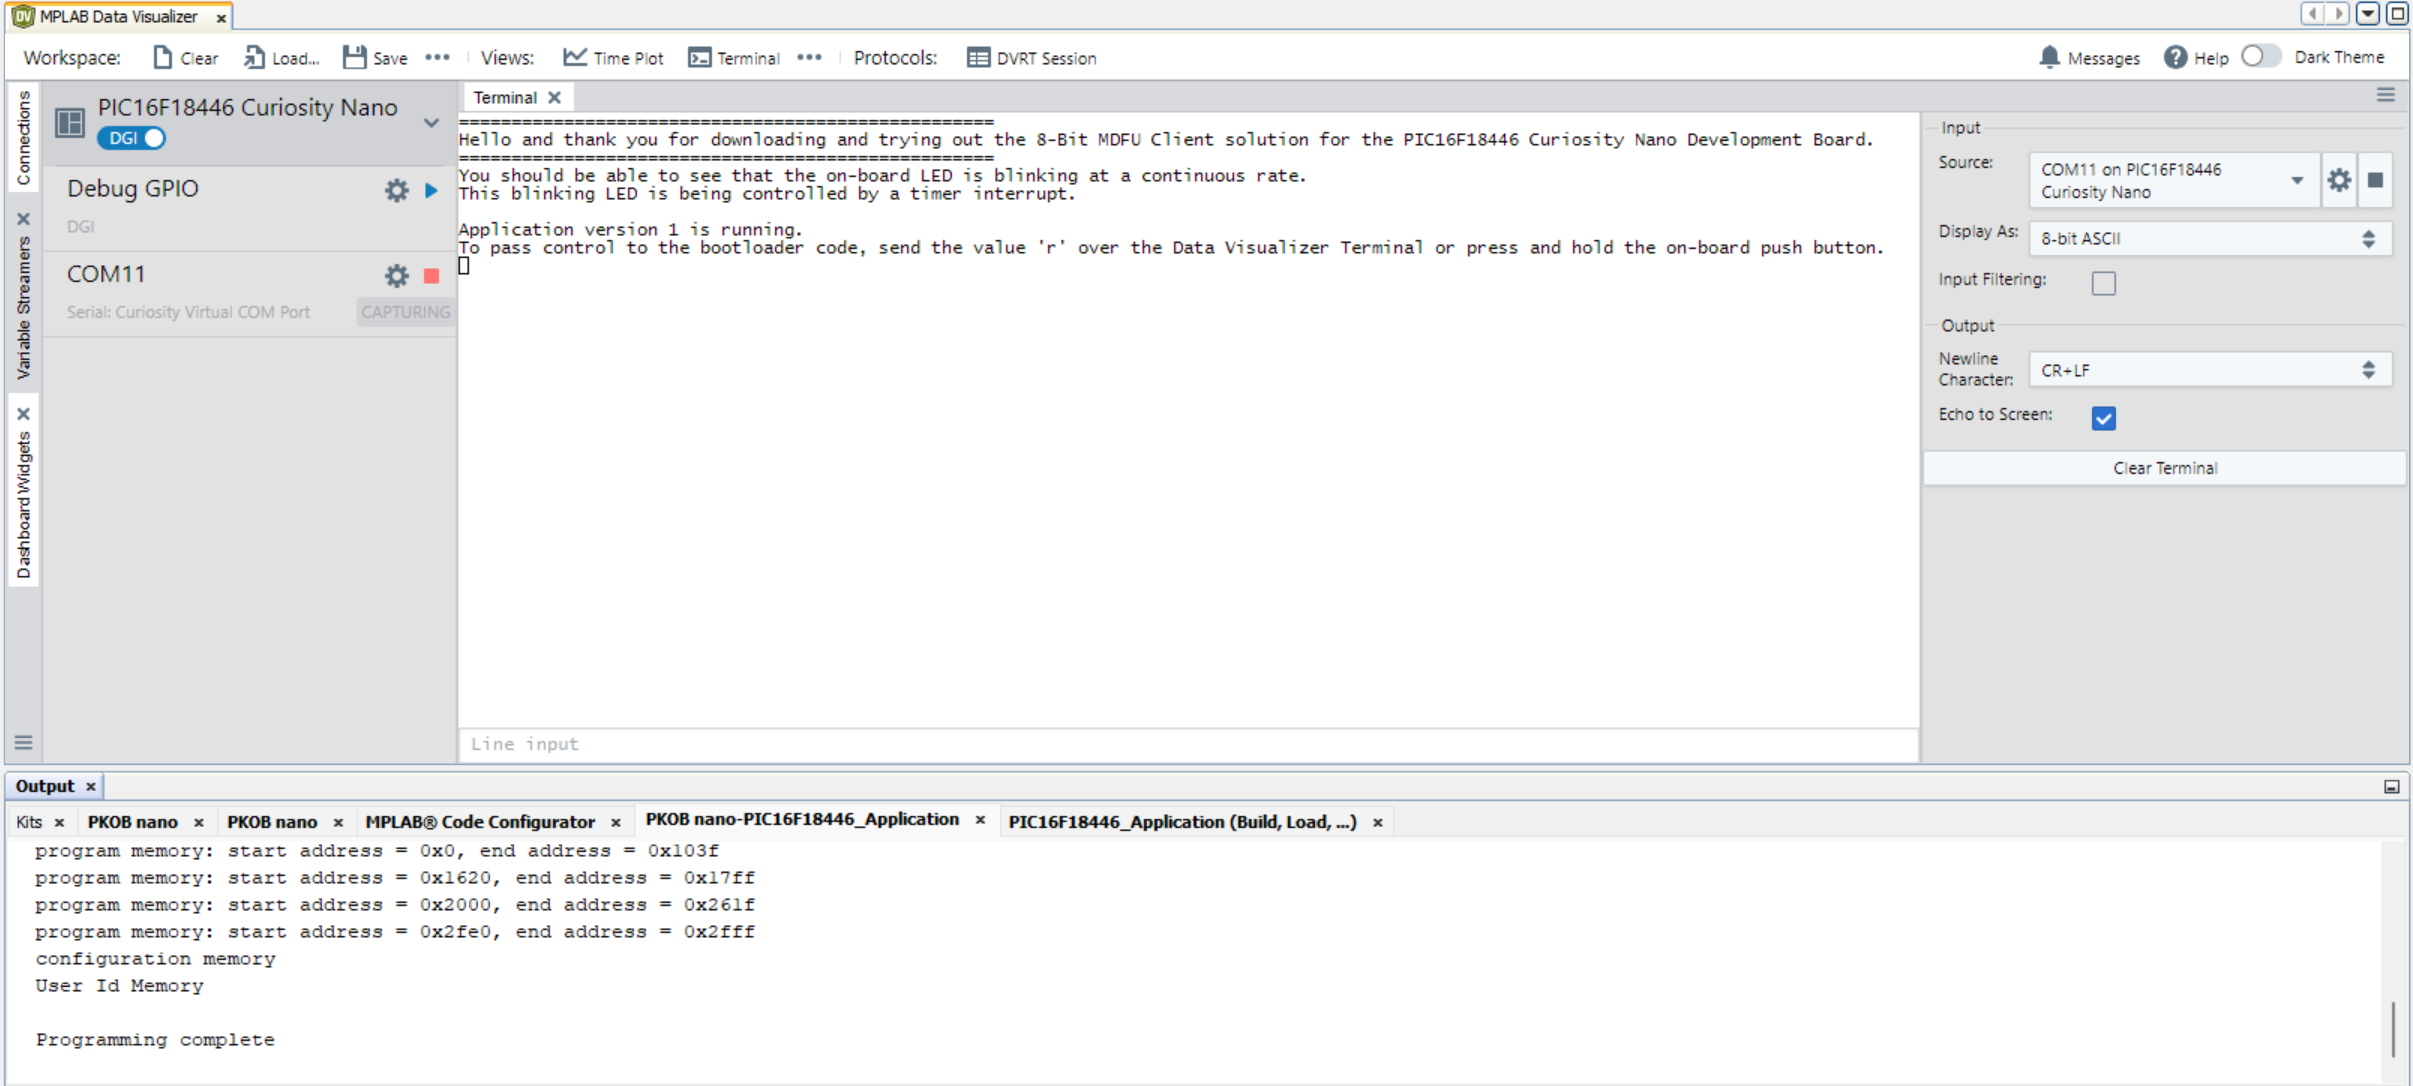 MPLAB Data Visualizer
Workspace: Clear Load... Save Views: Time Plot Terminal Protocols: DVRT Session Messages Help Dark Theme
Connections
Variable Streamers
Dashboard Widgets
PIC16F18446 Curiosity Nano
DGI
Debug GPIO
DGI
COM11
Serial: Curiosity Virtual COM Port CAPTURING
Terminal
===================================================
Hello and thank you for downloading and trying out the 8-Bit MDFU Client solution for the PIC16F18446 Curiosity Nano Development Board.
===================================================
You should be able to see that the on-board LED is blinking at a continuous rate.
This blinking LED is being controlled by a timer interrupt.
Application version 1 is running.
To pass control to the bootloader code, send the value 'r' over the Data Visualizer Terminal or press and hold the on-board push button.
Line input
Input
Source: COM11 on PIC16F18446
Curiosity Nano
Display As: 8-bit ASCII
Input Filtering:
Output
Newline
Character: CR+LF
Echo to Screen:
Clear Terminal
Output
Kits PKOB nano PKOB nano MPLAB® Code Configurator PKOB nano-PIC16F18446_Application PIC16F18446_Application (Build, Load, ...)
program memory: start address = 0x0, end address = 0x103f
program memory: start address = 0x1620, end address = 0x17ff
program memory: start address = 0x2000, end address = 0x261f
program memory: start address = 0x2fe0, end address = 0x2fff
configuration memory
User Id Memory
Programming complete